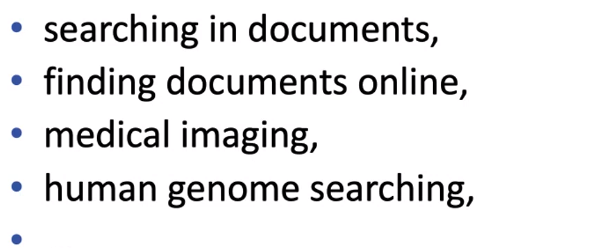 • searching in documents,
• finding documents online,
• medical imaging,
• human genome searching,
•